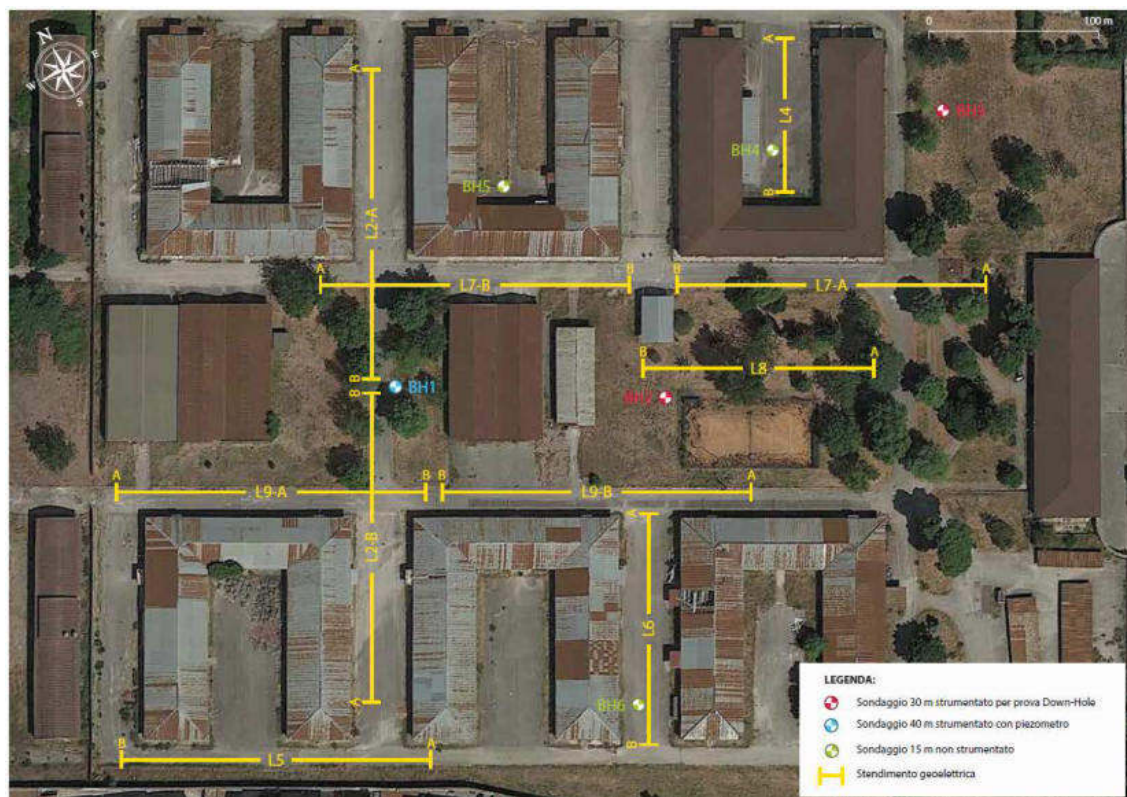 N
E
W
S
0 100 m
A
L4
B
A
L2-A
B
BH3
BH4
BH5
A
L7-B
B
B
L7-A
A
B
L8
A
BH1
BH2
B
L2-B
A
A
L9-A
B
B
L9-B
A
A
L6
B
BH6
B
L5
A
LEGENDA:
Sondaggio 30 m strumentato per prova Down-Hole
Sondaggio 40 m strumentato con piezometro
Sondaggio 15 m non strumentato
Stendimento geoelettrica